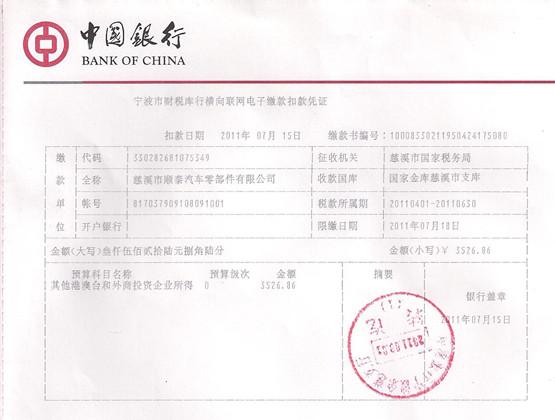 中國銀行
BANK OF CHINA
宁波市财税库行横向联网电子缴款扣款凭证
扣款日期 2011年 07月 15日 缴款书编号:10008330211950424175080
缴 代码 330282681075349 征收机关 慈溪市国家税务局
款 全称 慈溪市顺泰汽车零部件有限公司 收款国库 国家金库慈溪市支库
单 帐号 817037909108091001 税款所属期 20110401-20110630
位 开户银行 限缴日期 2011年07月18日
金额(大写)叁仟伍佰贰拾陆元捌角陆分 金额(小写)¥ 3526.86
预算科目名称 预算级次 金额 摘要
其他港澳台和外商投资企业所得 0 3526.86
银行盖章
2011年07月15日
(1)